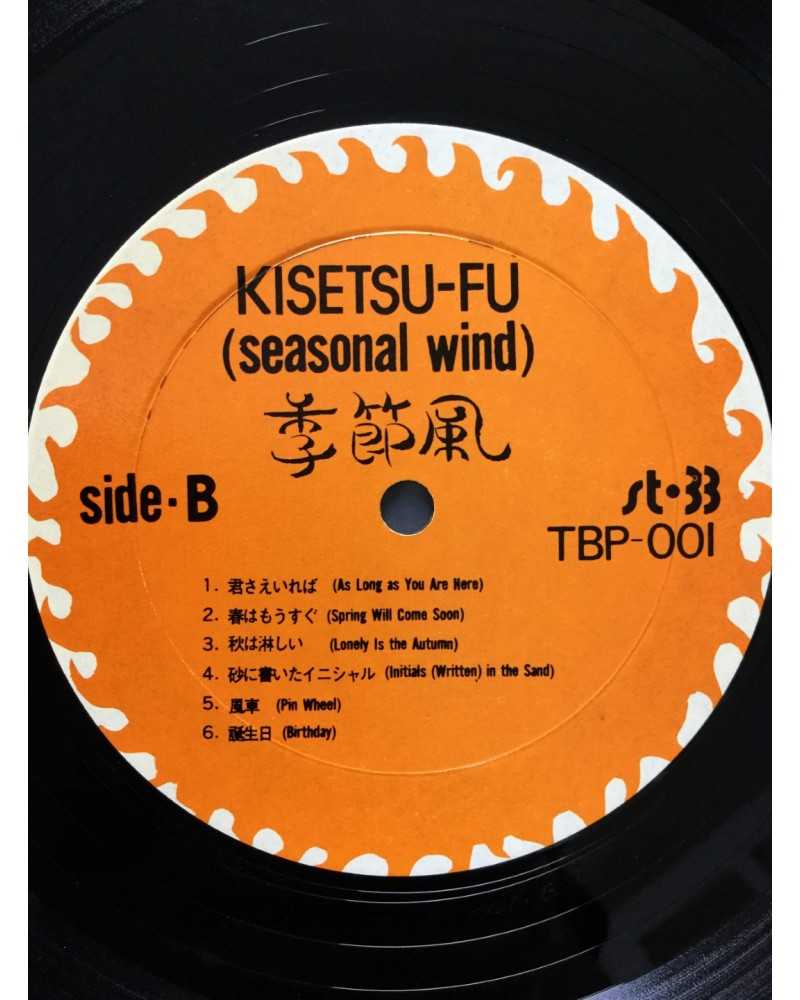 KISETSU-FU
(seasonal wind)
季節風
side・B
st・33
TBP-001
1. 君さえいれば (As Long as You Are Here)
2. 春はもうすぐ (Spring Will Come Soon)
3. 秋は淋しい (Lonely Is the Autumn)
4. 砂に書いたイニシャル (Initials (Written) in the Sand)
5. 風車 (Pin Wheel)
6. 誕生日 (Birthday)